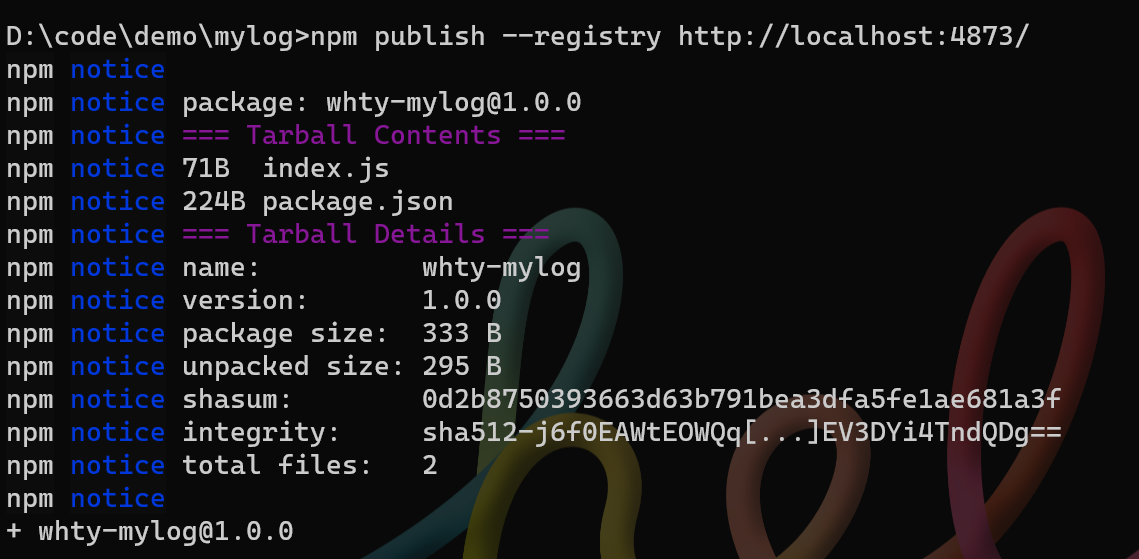 D:\code\demo\mylog>npm publish --registry http://localhost:4873/
npm notice
npm notice package: whty-mylog@1.0.0
npm notice === Tarball Contents ===
npm notice 71B  index.js
npm notice 224B package.json
npm notice === Tarball Details ===
npm notice name:          whty-mylog
npm notice version:       1.0.0
npm notice package size:  333 B
npm notice unpacked size: 295 B
npm notice shasum:        0d2b8750393663d63b791bea3dfa5fe1ae681a3f
npm notice integrity:     sha512-j6f0EAWtEOWQq[...]EV3DYi4TndQDg==
npm notice total files:   2
npm notice
+ whty-mylog@1.0.0